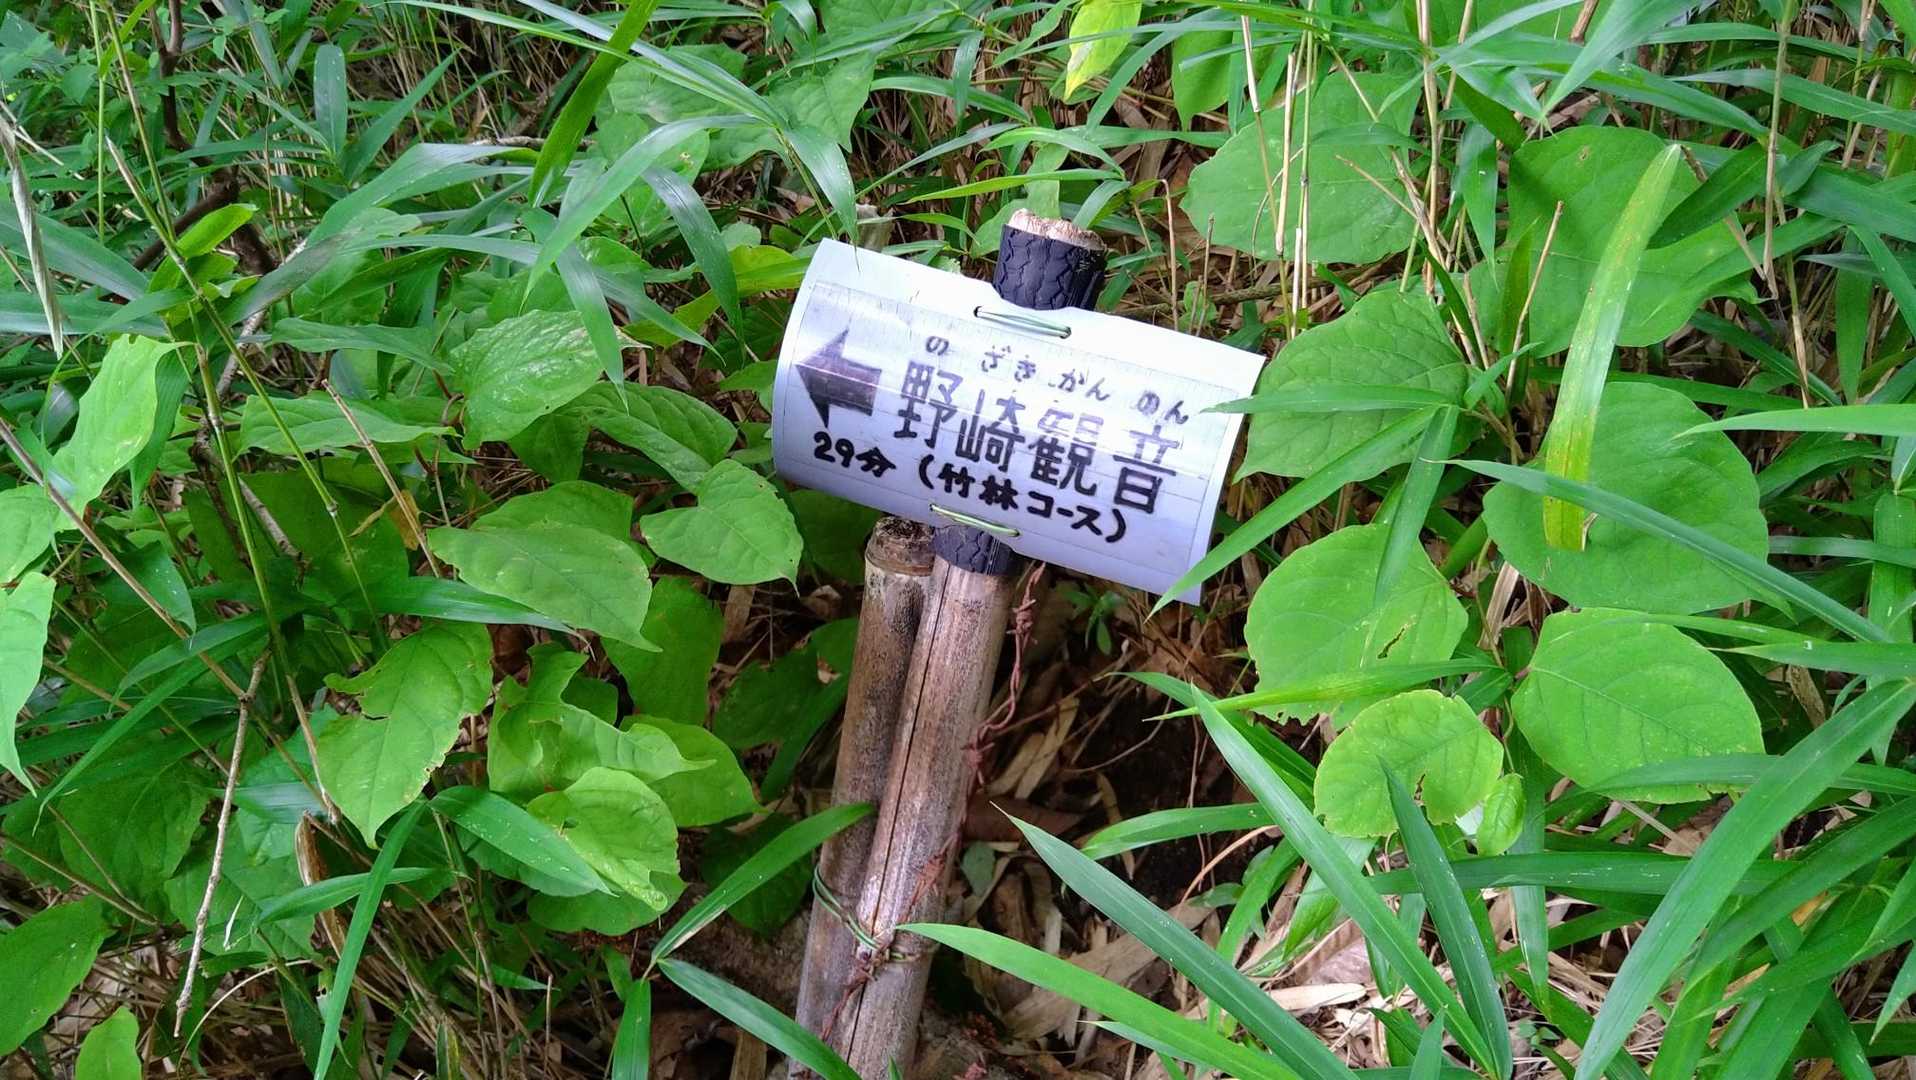 の ざき かん のん
← 野崎観音
29分 (竹林コース)